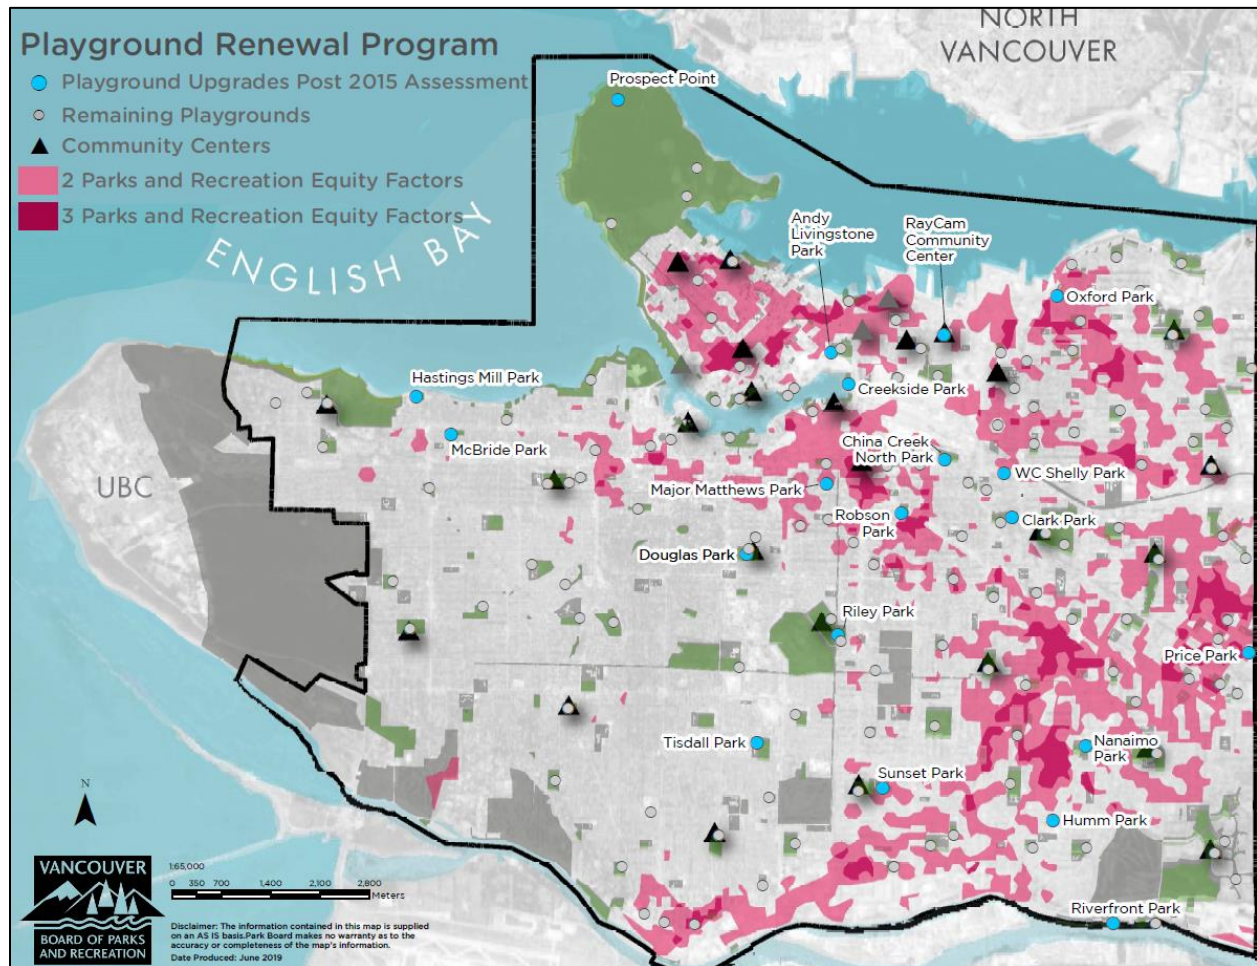 NORTH
VANCOUVER
Playground Renewal Program
Playground Upgrades Post 2015 Assessment
Remaining Playgrounds
Community Centers
2 Parks and Recreation Equity Factors
3 Parks and Recreation Equity Factors
Prospect Point
ENGLISH BAY
Andy
Livingstone
Park
RayCam
Community
Center
Oxford Park
Hastings Mill Park
Creekside Park
McBride Park
China Creek
North Park
UBC
Major Matthews Park
WC Shelly Park
Robson
Park
Clark Park
Douglas Park
Riley Park
Price Park
Tisdall Park
Nanaimo
Park
Sunset Park
Humm Park
Riverfront Park
N
VANCOUVER
BOARD OF PARKS
AND RECREATION
1:65,000
0 350 700 1,400 2,100 2,800
Meters
Disclaimer: The information contained in this map is supplied
on an AS IS basis.Park Board makes no warranty as to the
accuracy or completeness of the map's information.
Date Produced: June 2019